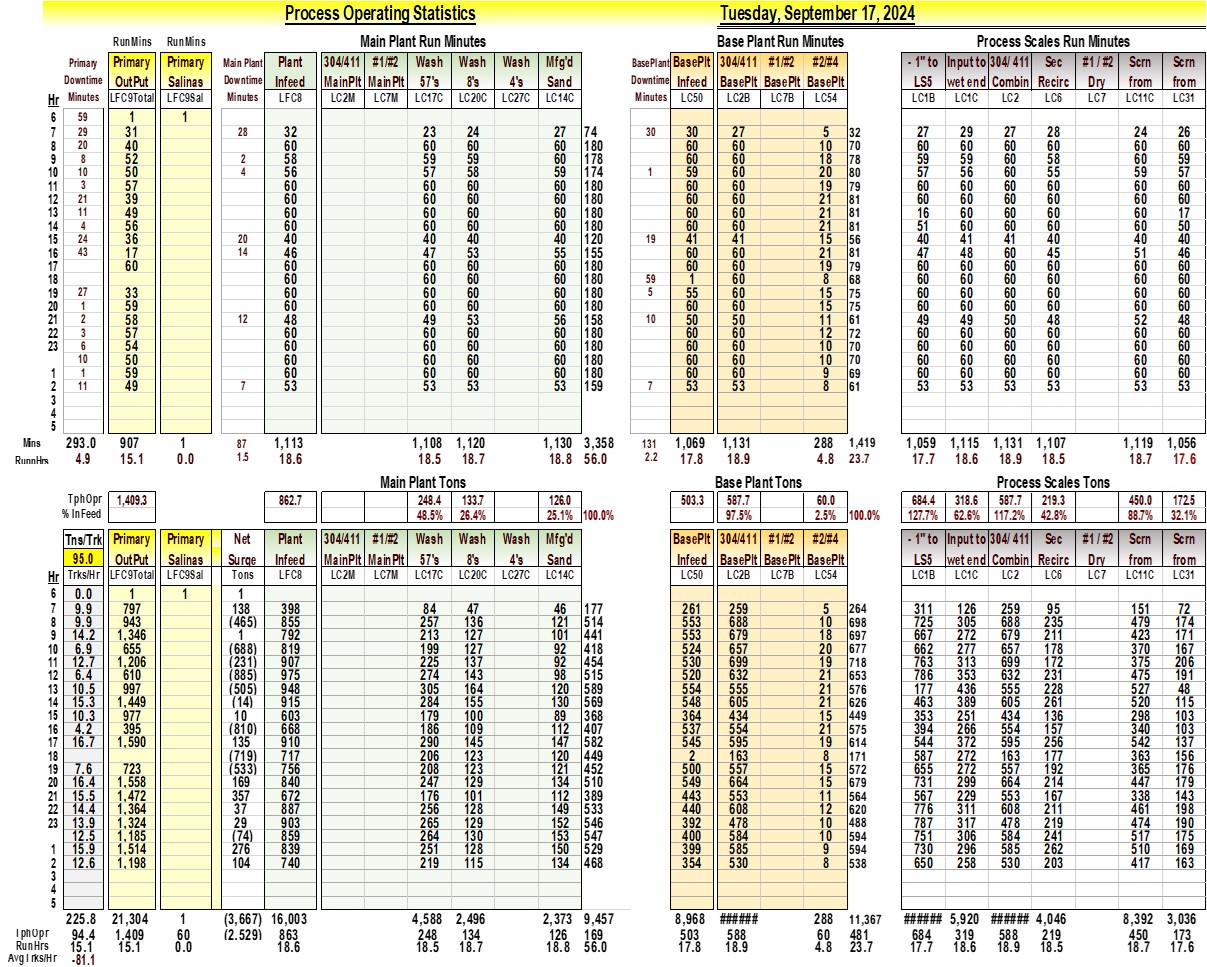 Process Operating Statistics Tuesday, September 17, 2024
RunMins RunMins Main Plant Run Minutes Base Plant Run Minutes Process Scales Run Minutes
Primary Primary Primary Main Plant Plant 304/411 #1/#2 Wash Wash Wash Mfg'd BasePlant BasePlt 304/411 #1/#2 #2/#4 - 1" to Input to 304/ 411 Sec #1 / #2 Scrn Scrn
Downtime OutPut Salinas Downtime Infeed MainPlt MainPlt 57's 8's 4's Sand Downtime Infeed BasePlt BasePlt BasePlt LS5 wet end Combin Recirc Dry from from
Hr Minutes LFC9Total LFC9Sal Minutes LFC8 LC2M LC7M LC17C LC20C LC27C LC14C Minutes LC50 LC2B LC7B LC54 LC1B LC1C LC2 LC6 LC7 LC11C LC31
6 59 1 1
7 29 31 28 32 23 24 27 74 30 30 27 5 32 27 29 27 28 24 26
8 20 40 60 60 60 60 180 60 60 10 70 60 60 60 60 60 60
9 8 52 2 58 59 59 60 178 60 60 18 78 59 59 60 58 60 59
10 10 50 4 56 57 58 59 174 1 59 60 20 80 57 56 60 55 59 57
11 3 57 60 60 60 60 180 60 60 19 79 60 60 60 60 60 60
12 21 39 60 60 60 60 180 60 60 21 81 60 60 60 60 60 60
13 11 49 60 60 60 60 180 60 60 21 81 16 60 60 60 60 17
14 4 56 60 60 60 60 180 60 60 21 81 51 60 60 60 60 50
15 24 36 20 40 40 40 40 120 19 41 41 15 56 40 41 41 40 40 40
16 43 17 14 46 47 53 55 155 60 60 21 81 47 48 60 45 51 46
17 60 60 60 60 60 180 60 60 19 79 60 60 60 60 60 60
18 60 60 60 60 180 59 1 60 8 68 60 60 60 60 60 60
19 27 33 60 60 60 60 180 5 55 60 15 75 60 60 60 60 60 60
20 1 59 60 60 60 60 180 60 60 15 75 60 60 60 60 60 60
21 2 58 12 48 49 53 56 158 10 50 50 11 61 49 49 50 48 52 48
22 3 57 60 60 60 60 180 60 60 12 72 60 60 60 60 60 60
23 6 54 60 60 60 60 180 60 60 10 70 60 60 60 60 60 60
10 50 60 60 60 60 180 60 60 10 70 60 60 60 60 60 60
1 1 59 60 60 60 60 180 60 60 9 69 60 60 60 60 60 60
2 11 49 7 53 53 53 53 159 7 53 53 8 61 53 53 53 53 53 53
3
4
5
Mins 293.0 907 1 87 1,113 1,108 1,120 1,130 3,358 131 1,069 1,131 288 1,419 1,059 1,115 1,131 1,107 1,119 1,056
RunnHrs 4.9 15.1 0.0 1.5 18.6 18.5 18.7 18.8 56.0 2.2 17.8 18.9 4.8 23.7 17.7 18.6 18.9 18.5 18.7 17.6
Main Plant Tons Base Plant Tons Process Scales Tons
TphOpr 1,409.3 862.7 248.4 133.7 126.0 503.3 587.7 60.0 684.4 318.6 587.7 219.3 450.0 172.5
% InFeed 48.5% 26.4% 25.1% 100.0% 97.5% 2.5% 100.0% 127.7% 62.6% 117.2% 42.8% 88.7% 32.1%
Tns/Trk Primary Primary Net Plant 304/411 #1/#2 Wash Wash Wash Mfg'd BasePlt 304/411 #1/#2 #2/#4 - 1" to Input to 304/ 411 Sec #1 / #2 Scrn Scrn
95.0 OutPut Salinas Surge Infeed MainPlt MainPlt 57's 8's 4's Sand Infeed BasePlt BasePlt BasePlt LS5 wet end Combin Recirc Dry from from
Hr Trks/Hr LFC9Total LFC9Sal Tons LFC8 LC2M LC7M LC17C LC20C LC27C LC14C LC50 LC2B LC7B LC54 LC1B LC1C LC2 LC6 LC7 LC11C LC31
6 0.0 1 1 1
7 9.9 797 138 398 84 47 46 177 261 259 5 264 311 126 259 95 151 72
8 9.9 943 (465) 855 257 136 121 514 553 688 10 698 725 305 688 235 479 174
9 14.2 1,346 1 792 213 127 101 441 553 679 18 697 667 272 679 211 423 171
10 6.9 655 (688) 819 199 127 92 418 524 657 20 677 662 277 657 178 370 167
11 12.7 1,206 (231) 907 225 137 92 454 530 699 19 718 763 313 699 172 375 206
12 6.4 610 (885) 975 274 143 98 515 520 632 21 653 786 353 632 231 475 191
13 10.5 997 (505) 948 305 164 120 589 554 555 21 576 177 436 555 228 527 48
14 15.3 1,449 (14) 915 284 155 130 569 548 605 21 626 463 389 605 261 520 115
15 10.3 977 10 603 179 100 89 368 364 434 15 449 353 251 434 136 298 103
16 4.2 395 (810) 668 186 109 112 407 537 554 21 575 394 266 554 157 340 103
17 16.7 1,590 135 910 290 145 147 582 545 595 19 614 544 372 595 256 542 137
18 (719) 717 206 123 120 449 2 163 8 171 587 272 163 177 363 156
19 7.6 723 (533) 756 208 123 121 452 500 557 15 572 655 272 557 192 365 176
20 16.4 1,558 169 840 247 129 134 510 549 664 15 679 731 299 664 214 447 179
21 15.5 1,472 357 672 176 101 112 389 443 553 11 564 567 229 553 167 338 143
22 14.4 1,364 37 887 256 128 149 533 440 608 12 620 776 311 608 211 461 198
23 13.9 1,324 29 903 265 129 152 546 392 478 10 488 787 317 478 219 474 190
12.5 1,185 (74) 859 264 130 153 547 400 584 10 594 751 306 584 241 517 175
1 15.9 1,514 276 839 251 128 150 529 399 585 9 594 730 296 585 262 510 169
2 12.6 1,198 104 740 219 115 134 468 354 530 8 538 650 258 530 203 417 163
3
4
5
225.8 21,304 1 (3,667) 16,003 4,588 2,496 2,373 9,457 8,968 ###### 288 11,367 ###### 5,920 ###### 4,046 8,392 3,036
TphOpr 94.4 1,409 60 (2.529) 863 248 134 126 169 503 588 60 481 684 319 588 219 450 173
RunHrs 15.1 15.1 0.0 18.6 18.5 18.7 18.8 56.0 17.8 18.9 4.8 23.7 17.7 18.6 18.9 18.5 18.7 17.6
AvgTrks/Hr -81.1